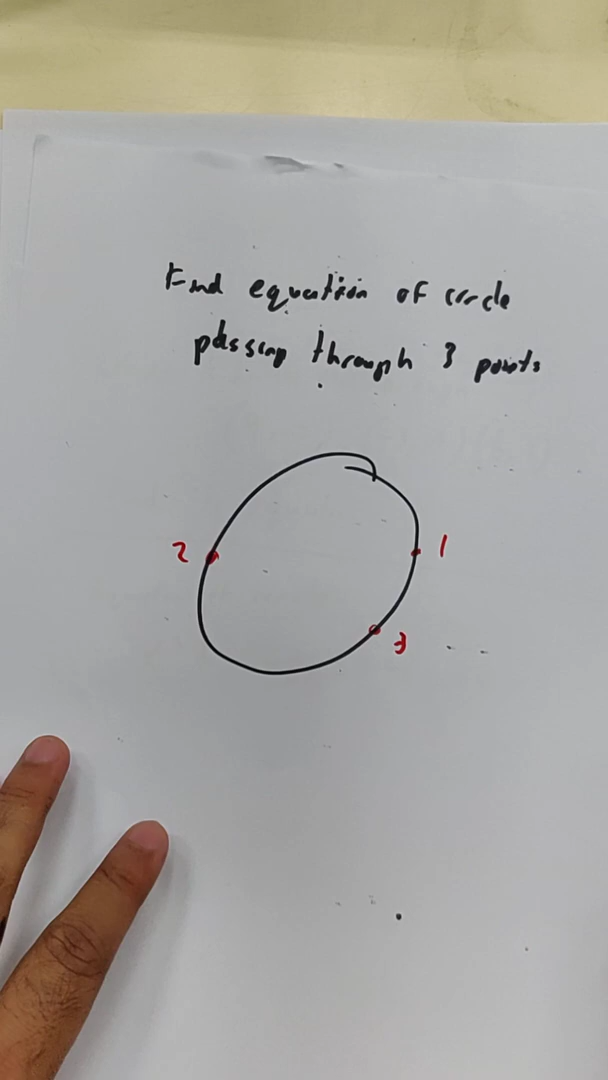 Find equation of circle
passing through 3 points
2
1
3